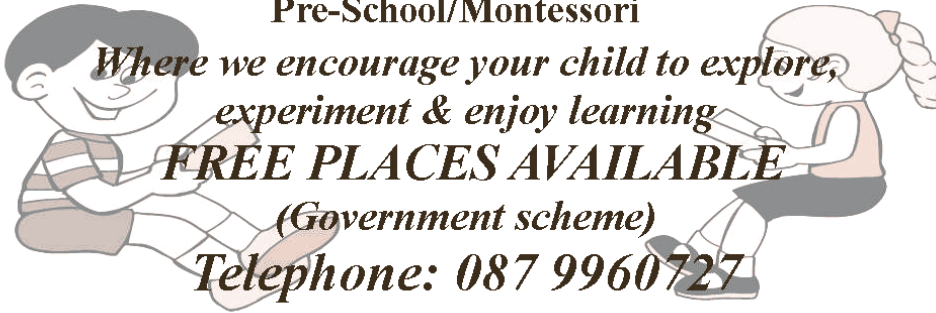 Pre-School/Montessori
Where we encourage your child to explore,
experiment & enjoy learning
FREE PLACES AVAILABLE
(Government scheme)
Telephone: 087 9960727